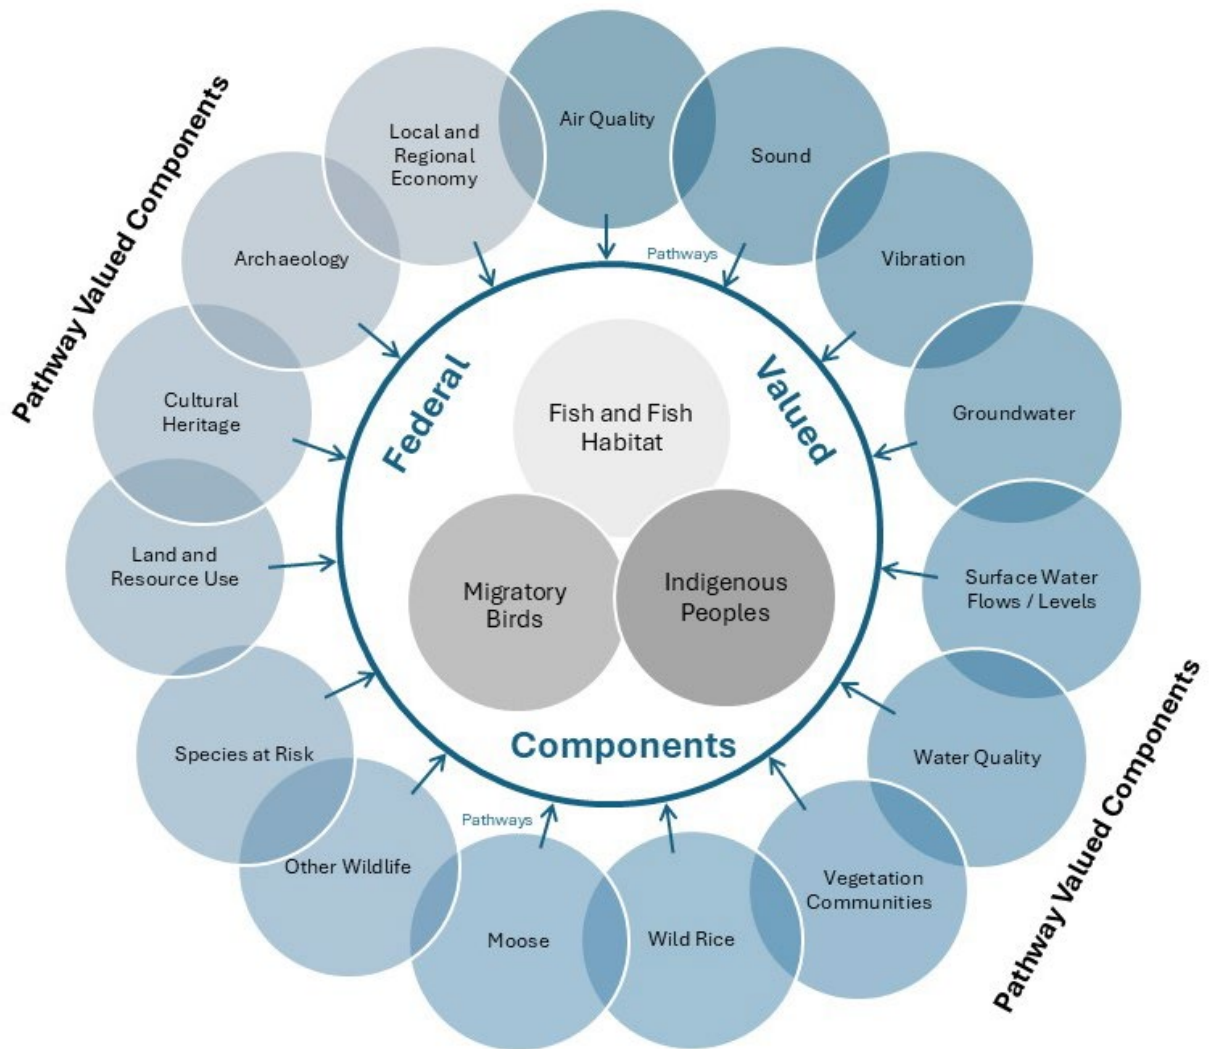 Pathway Valued Components
Air Quality
Sound
Vibration
Groundwater
Surface Water
Flows / Levels
Water Quality
Vegetation
Communities
Wild Rice
Moose
Other Wildlife
Species at Risk
Land and
Resource Use
Cultural
Heritage
Archaeology
Local and
Regional
Economy
Pathways
Federal
Valued
Components
Fish and Fish
Habitat
Migratory
Birds
Indigenous
Peoples
Pathways
Pathway Valued Components